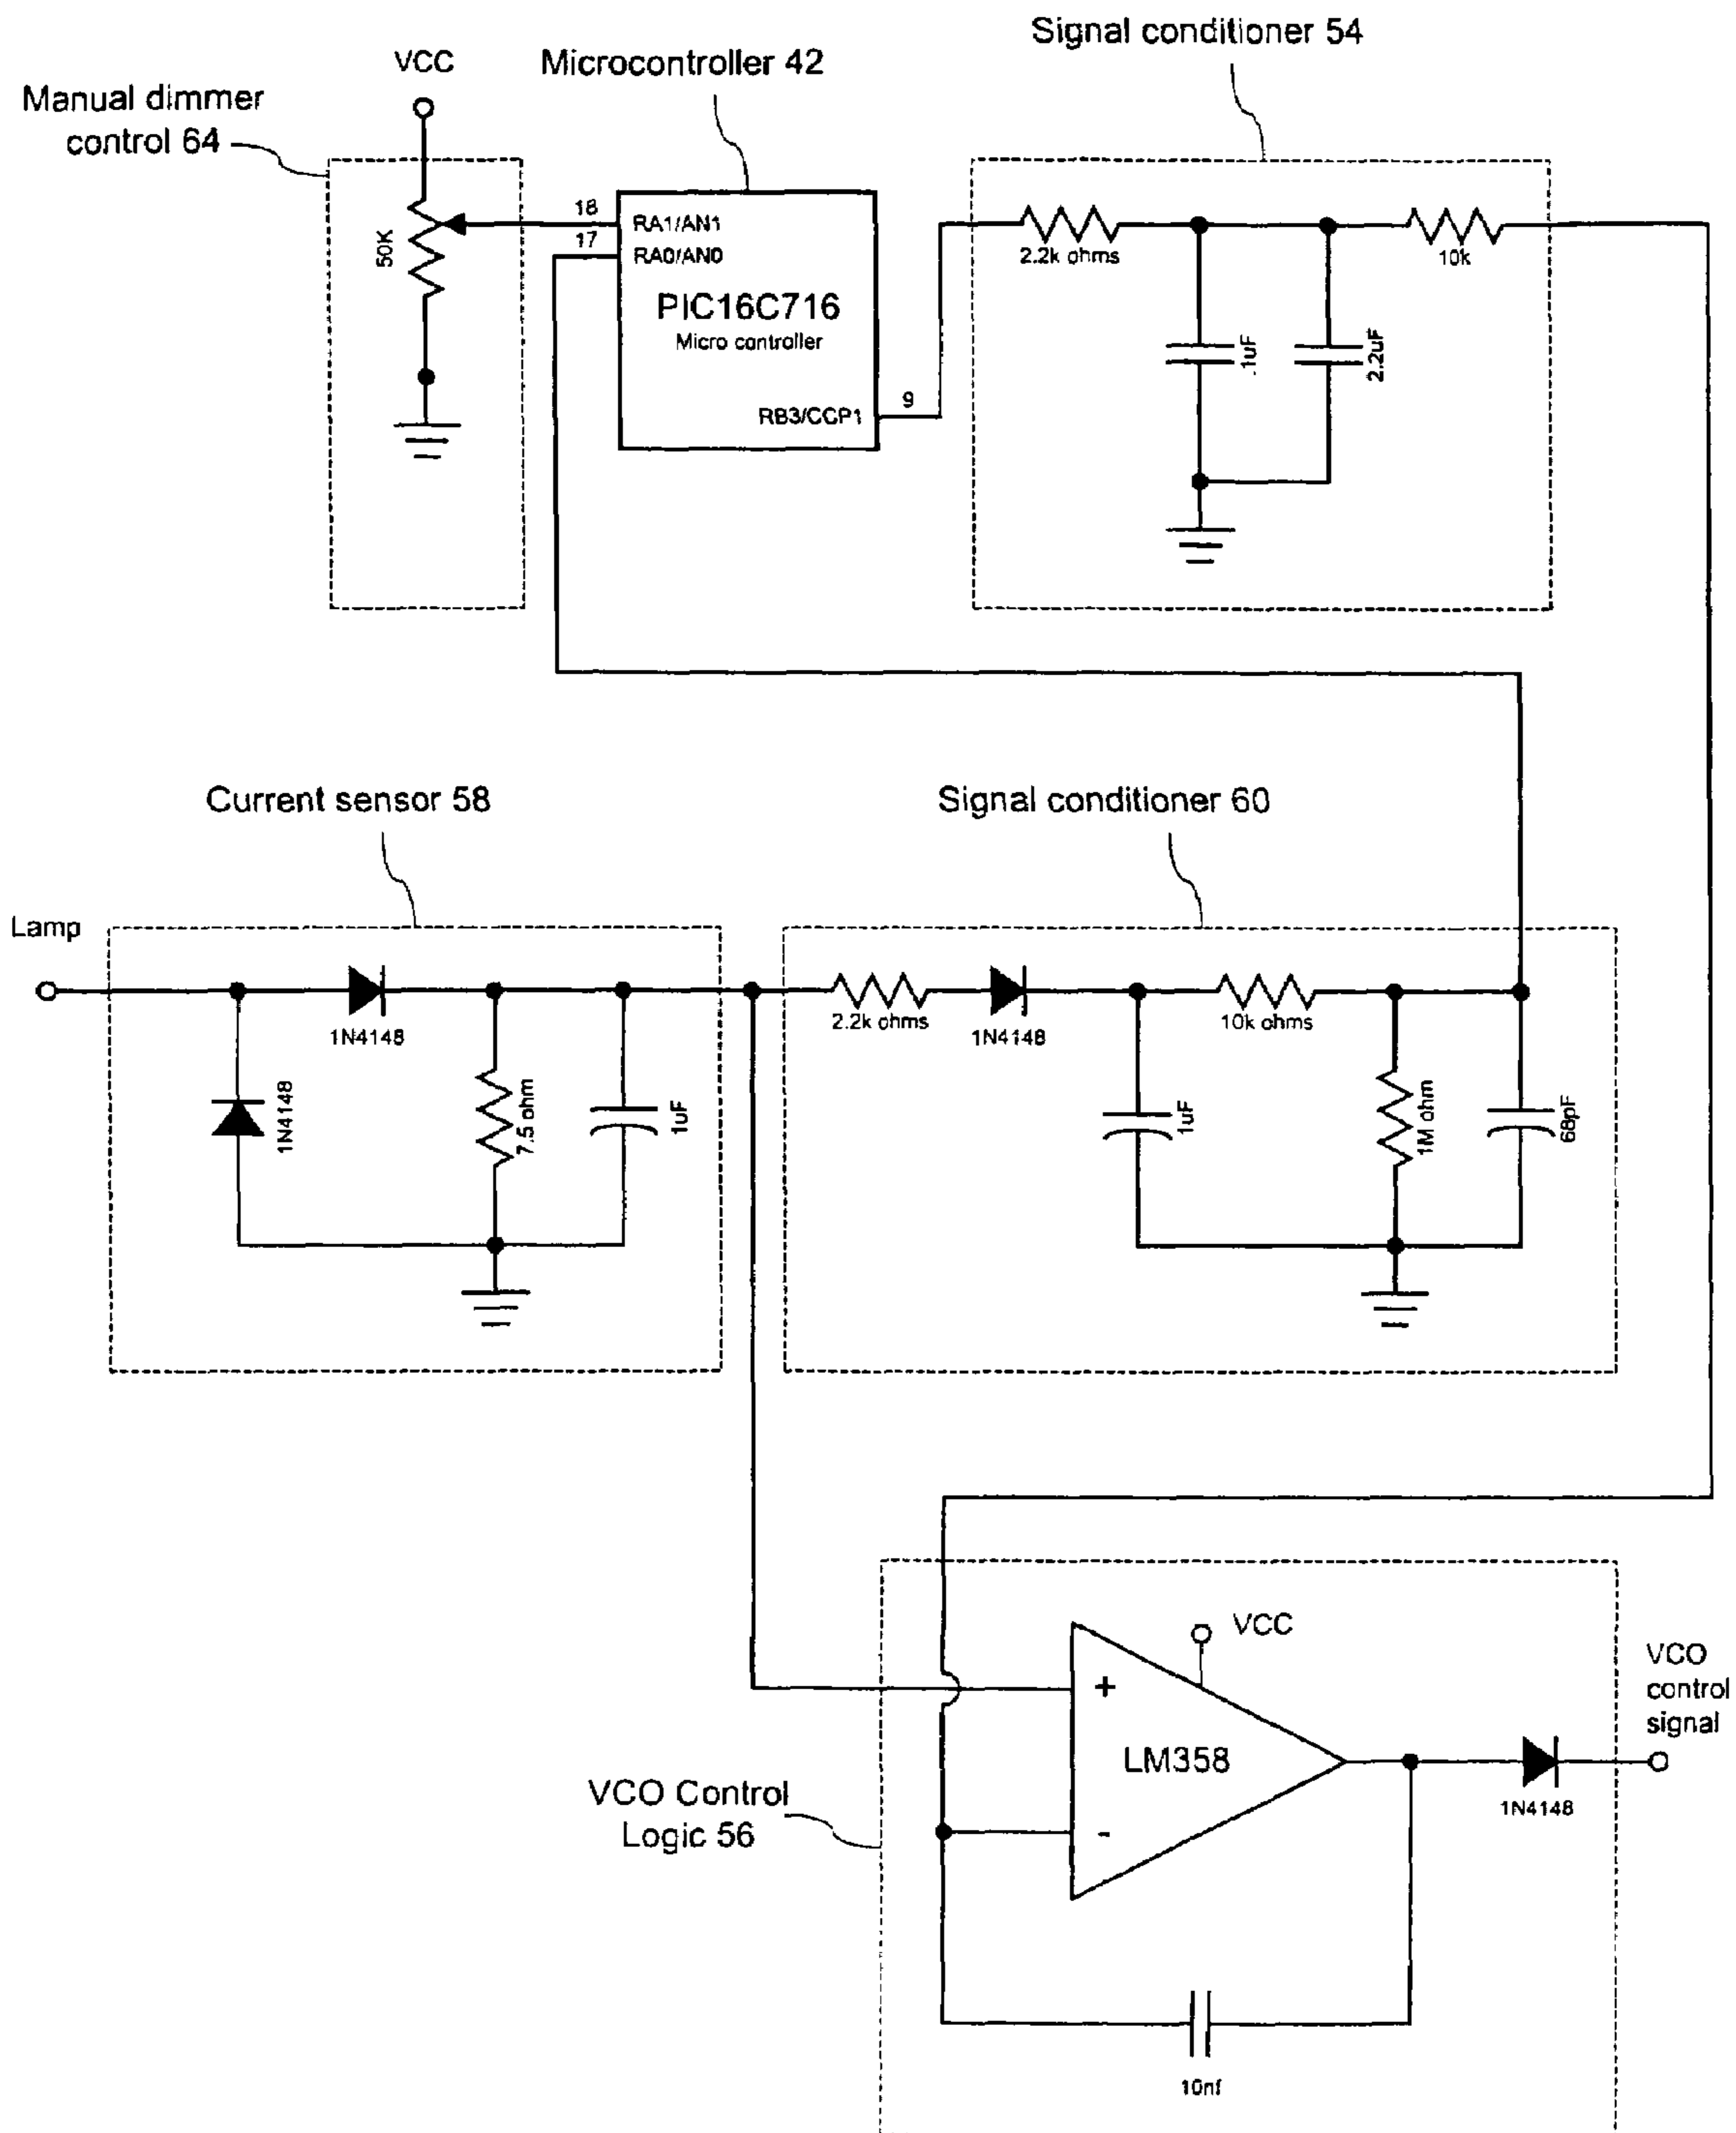 Signal conditioner 54
VCC
Microcontroller 42
Manual dimmer
control 64
50K
18
17
RA1/AN1
RA0/AN0
PIC16C716
Micro controller
RB3/CCP1
9
2.2k ohms
10k
.1uF
2.2uF
Current sensor 58
Signal conditioner 60
Lamp
1N4148
1N4148
7.5 ohm
1uF
2.2k ohms
1N4148
10k ohms
1uF
1M ohm
68pF
VCC
+
LM358
-
VCO
control
signal
1N4148
VCO Control
Logic 56
10nf